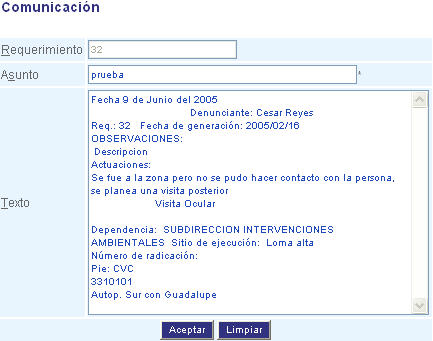 Comunicación
Requerimiento 32
Asunto prueba *
Texto
Fecha 9 de Junio del 2005
Denunciante: Cesar Reyes
Req.: 32 Fecha de generación: 2005/02/16
OBSERVACIONES:
Descripcion
Actuaciones:
Se fue a la zona pero no se pudo hacer contacto con la persona,
se planea una visita posterior
Visita Ocular
Dependencia: SUBDIRECCION INTERVENCIONES
AMBIENTALES Sitio de ejecución: Loma alta
Número de radicación:
Pie: CVC
3310101
Autop. Sur con Guadalupe
Aceptar Limpiar